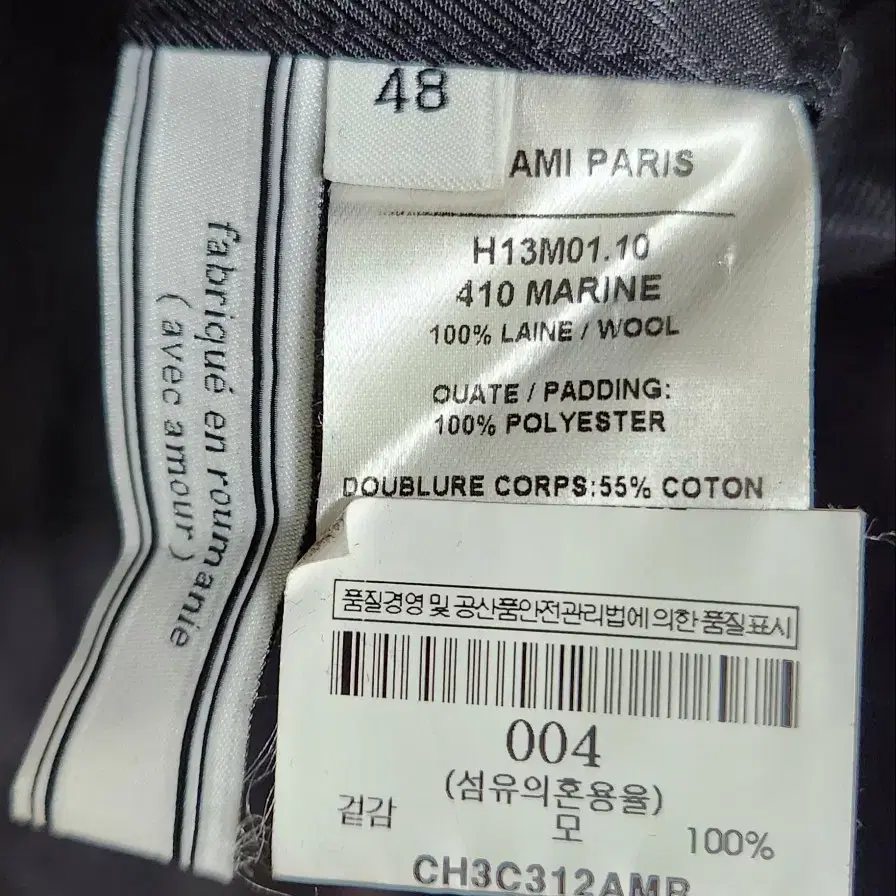 48
AMI PARIS
H13M01.10
410 MARINE
100% LAINE / WOOL
OUATE / PADDING:
100% POLYESTER
DOUBLURE CORPS:55% COTON
fabriqué en roumanie
(avec amour)
품질경영 및 공산품안전관리법에 의한 품질표시
004
(섬유의혼용율)
겉감 모 100%